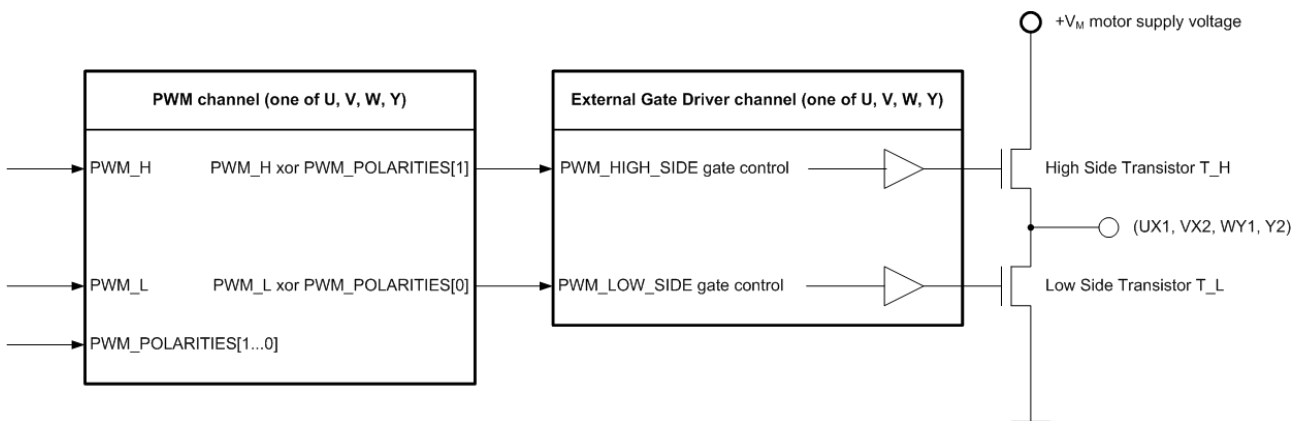 +VM motor supply voltage
PWM channel (one of U, V, W, Y)
External Gate Driver channel (one of U, V, W, Y)
PWM_H
PWM_H xor PWM_POLARITIES[1]
PWM_HIGH_SIDE gate control
High Side Transistor T_H
(UX1, VX2, WY1, Y2)
PWM_L
PWM_L xor PWM_POLARITIES[0]
PWM_LOW_SIDE gate control
Low Side Transistor T_L
PWM_POLARITIES[1...0]